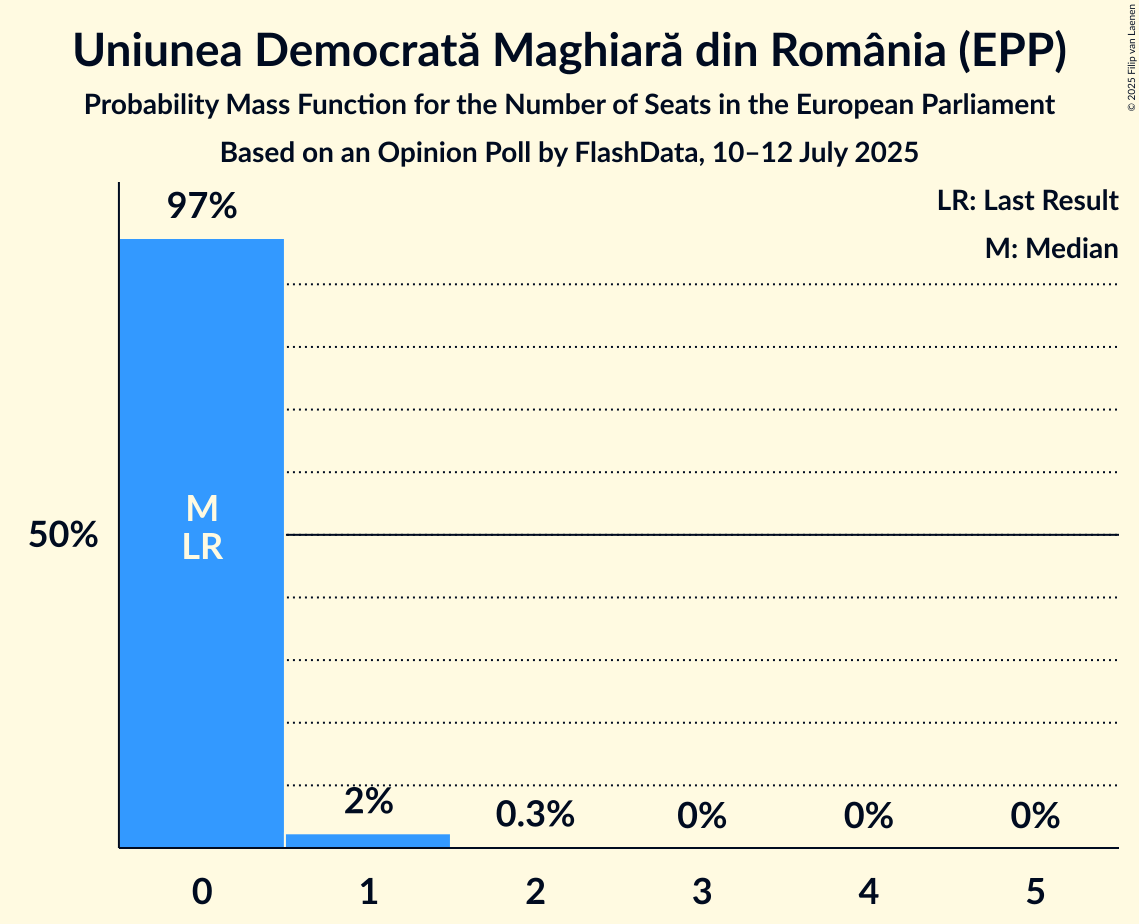 Uniunea Democrată Maghiară din România (EPP)
Probability Mass Function for the Number of Seats in the European Parliament
Based on an Opinion Poll by FlashData, 10–12 July 2025
© 2025 Filip van Laenen
LR: Last Result
M: Median
97%
M
LR
50%
2%
0.3%
0%
0%
0%
0
1
2
3
4
5